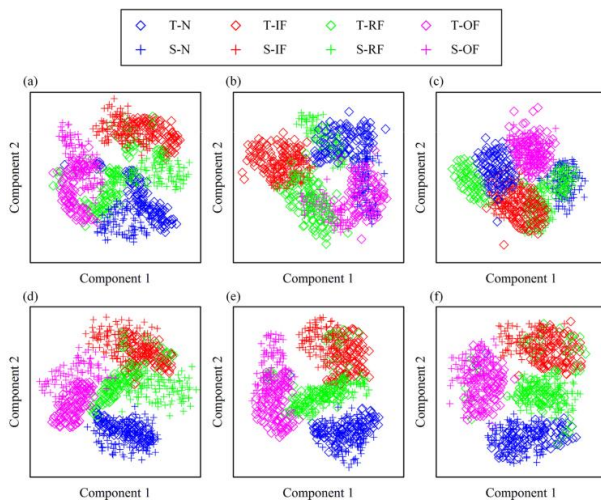 T-N T-IF T-RF T-OF
S-N S-IF S-RF S-OF
(a) (b) (c)
Component 2 Component 2 Component 2
Component 1 Component 1 Component 1
(d) (e) (f)
Component 2 Component 2 Component 2
Component 1 Component 1 Component 1